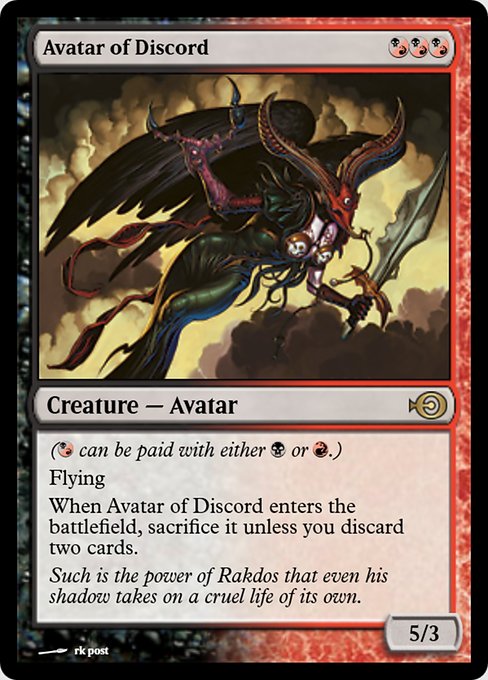 Avatar of Discord
Creature — Avatar
( can be paid with either or .)
Flying
When Avatar of Discord enters the
battlefield, sacrifice it unless you discard
two cards.
Such is the power of Rakdos that even his
shadow takes on a cruel life of its own.
5/3
rk post